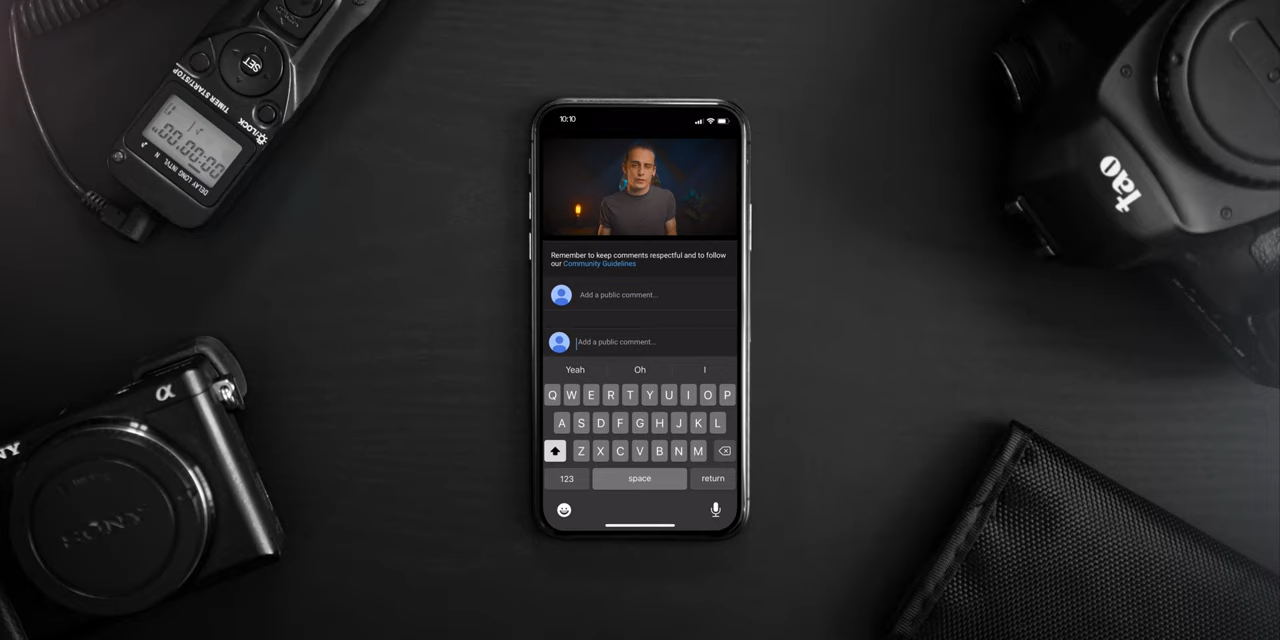 SET
TIMER START/STOP
LOCK
00:00:00
DELAY LONG INTVL N
α
SONY
tao
10:10
Remember to keep comments respectful and to follow
our Community Guidelines
Add a public comment...
Add a public comment...
Yeah Oh I
Q W E R T Y U I O P
A S D F G H J K L
Z X C V B N M
123 space return